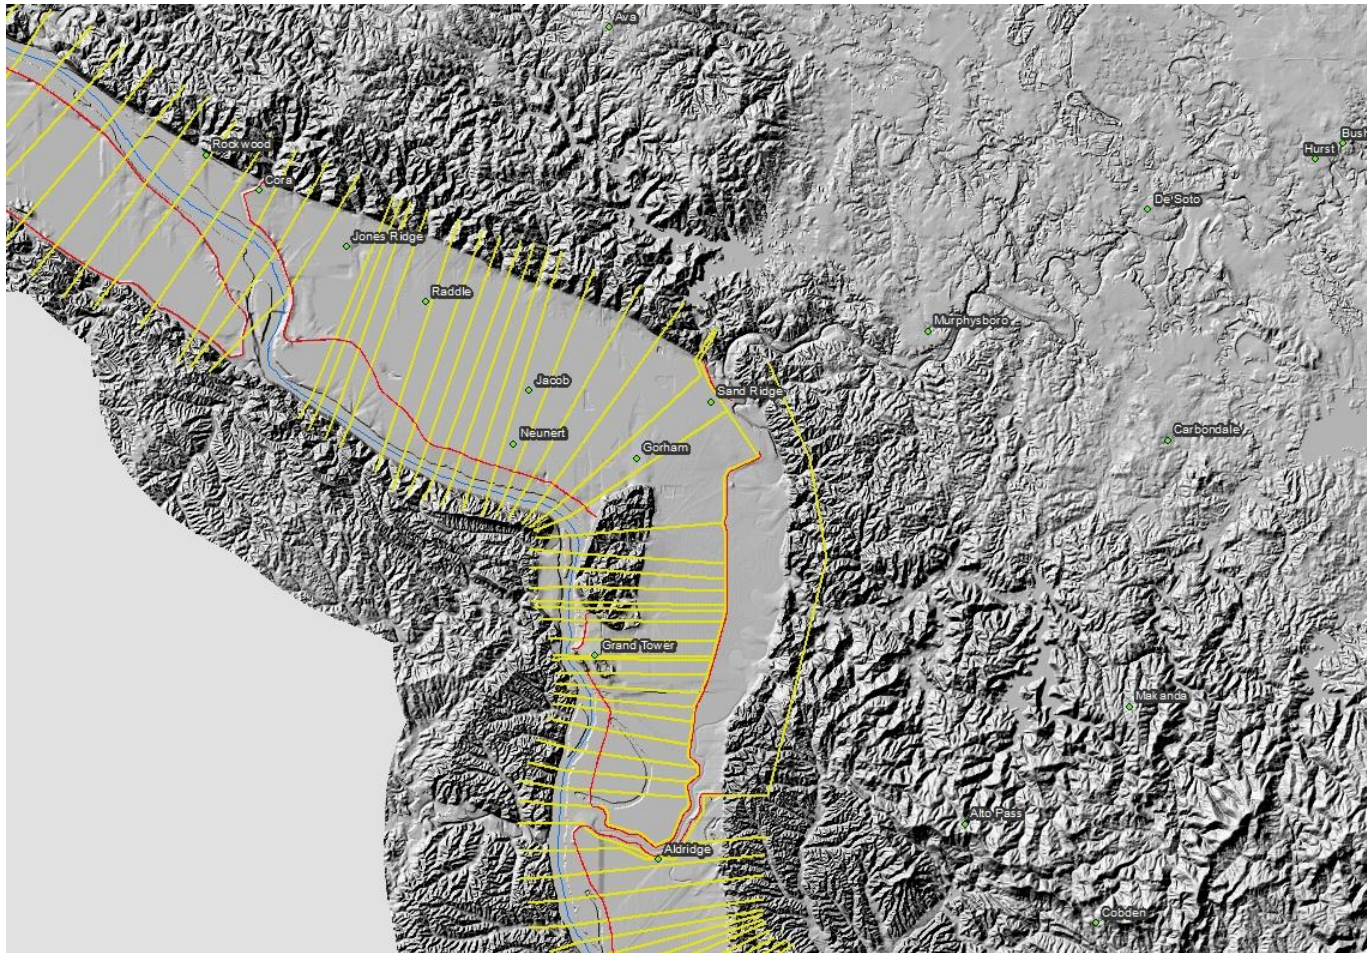 Ava
Bush
Hurst
Rockwood
Cora
De Soto
Jones Ridge
Raddle
Murphysboro
Jacob
Sand Ridge
Neunert
Gorham
Carbondale
Grand Tower
Makanda
Alto Pass
Aldridge
Cobden